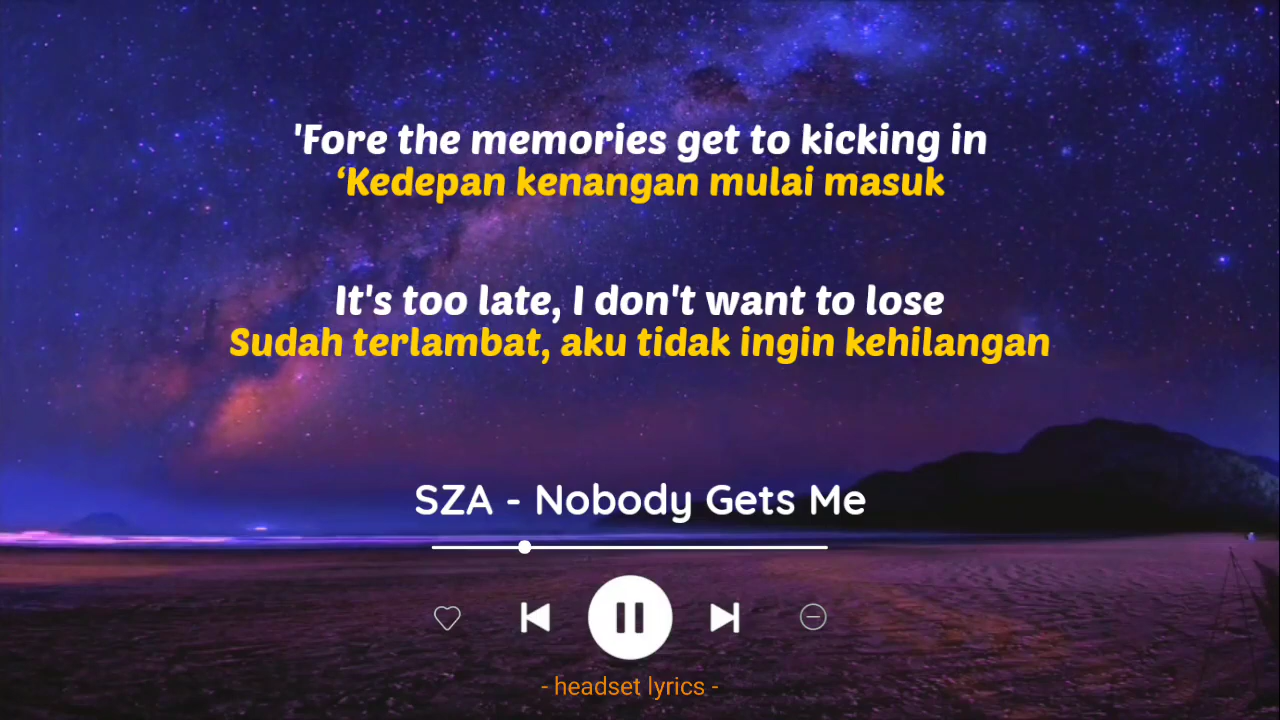 'Fore the memories get to kicking in
‘Kedepan kenangan mulai masuk
It's too late, I don't want to lose
Sudah terlambat, aku tidak ingin kehilangan
SZA - Nobody Gets Me
- headset lyrics -